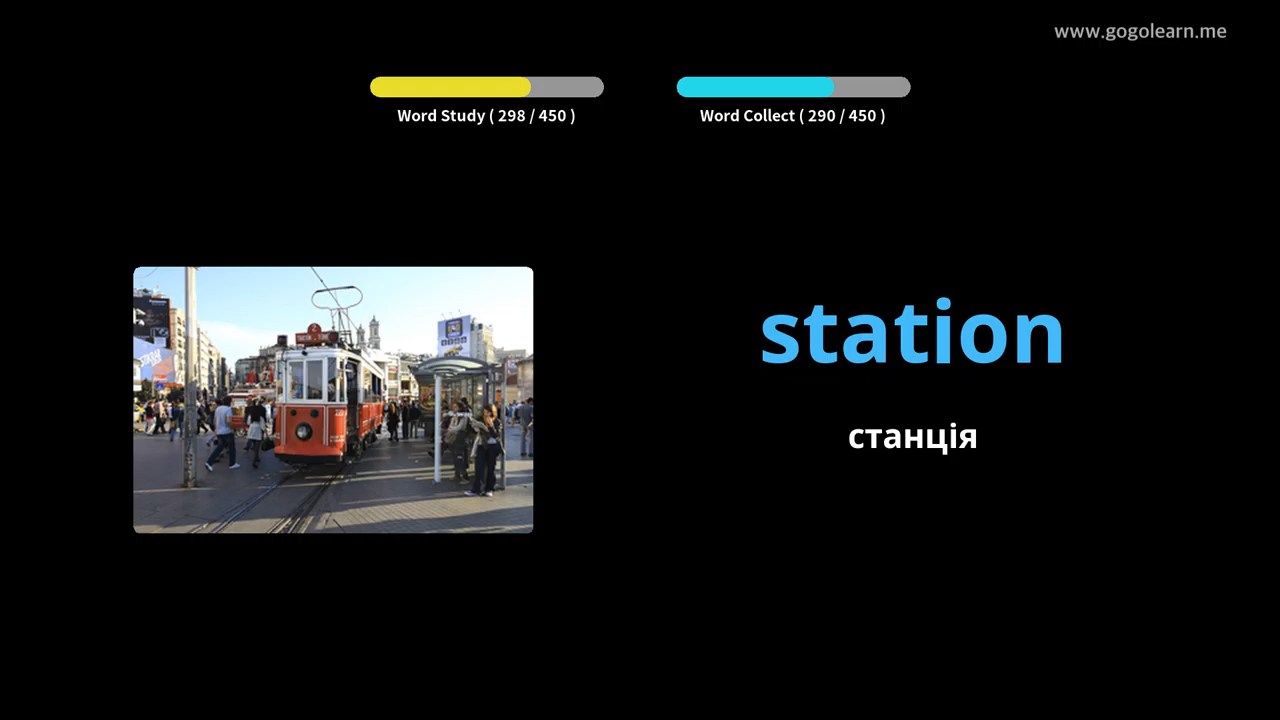 www.gogolearn.me
Word Study ( 298 / 450 )
Word Collect ( 290 / 450 )
station
станція